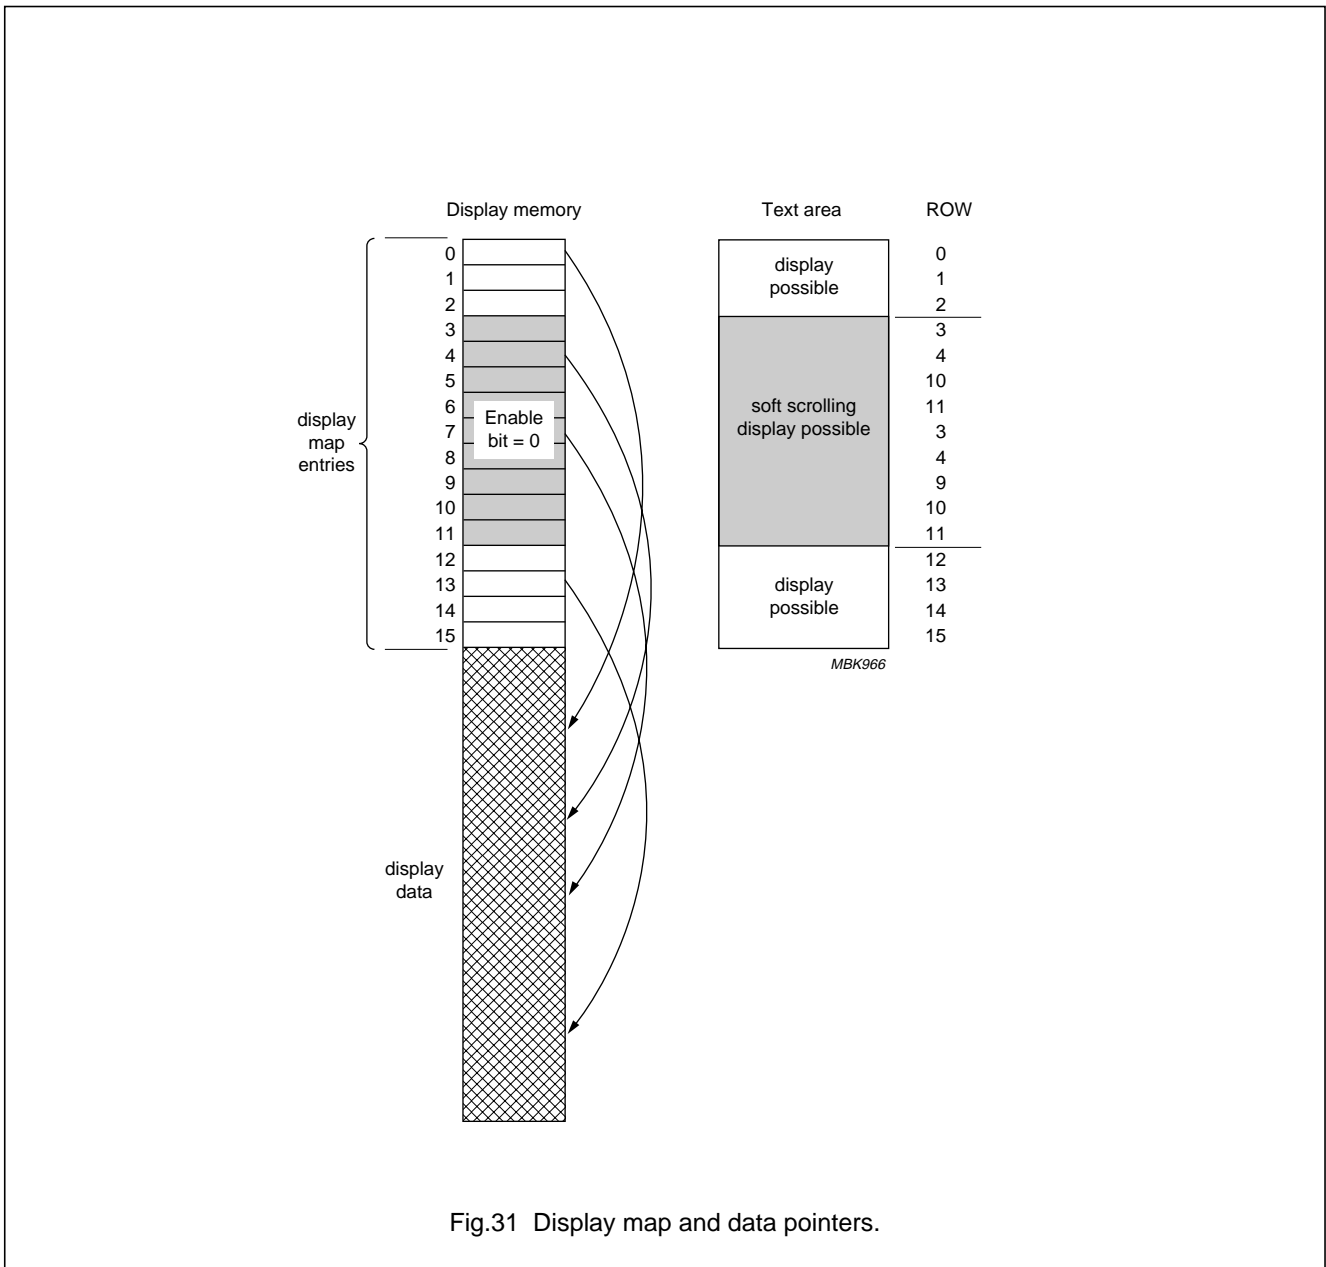 Display memory
Text area
ROW
0
1
2
3
4
5
6
7
8
9
10
11
12
13
14
15
display
map
entries
Enable
bit = 0
display
data
display
possible
soft scrolling
display possible
display
possible
0
1
2
3
4
10
11
3
4
9
10
11
12
13
14
15
MBK966
Fig.31 Display map and data pointers.